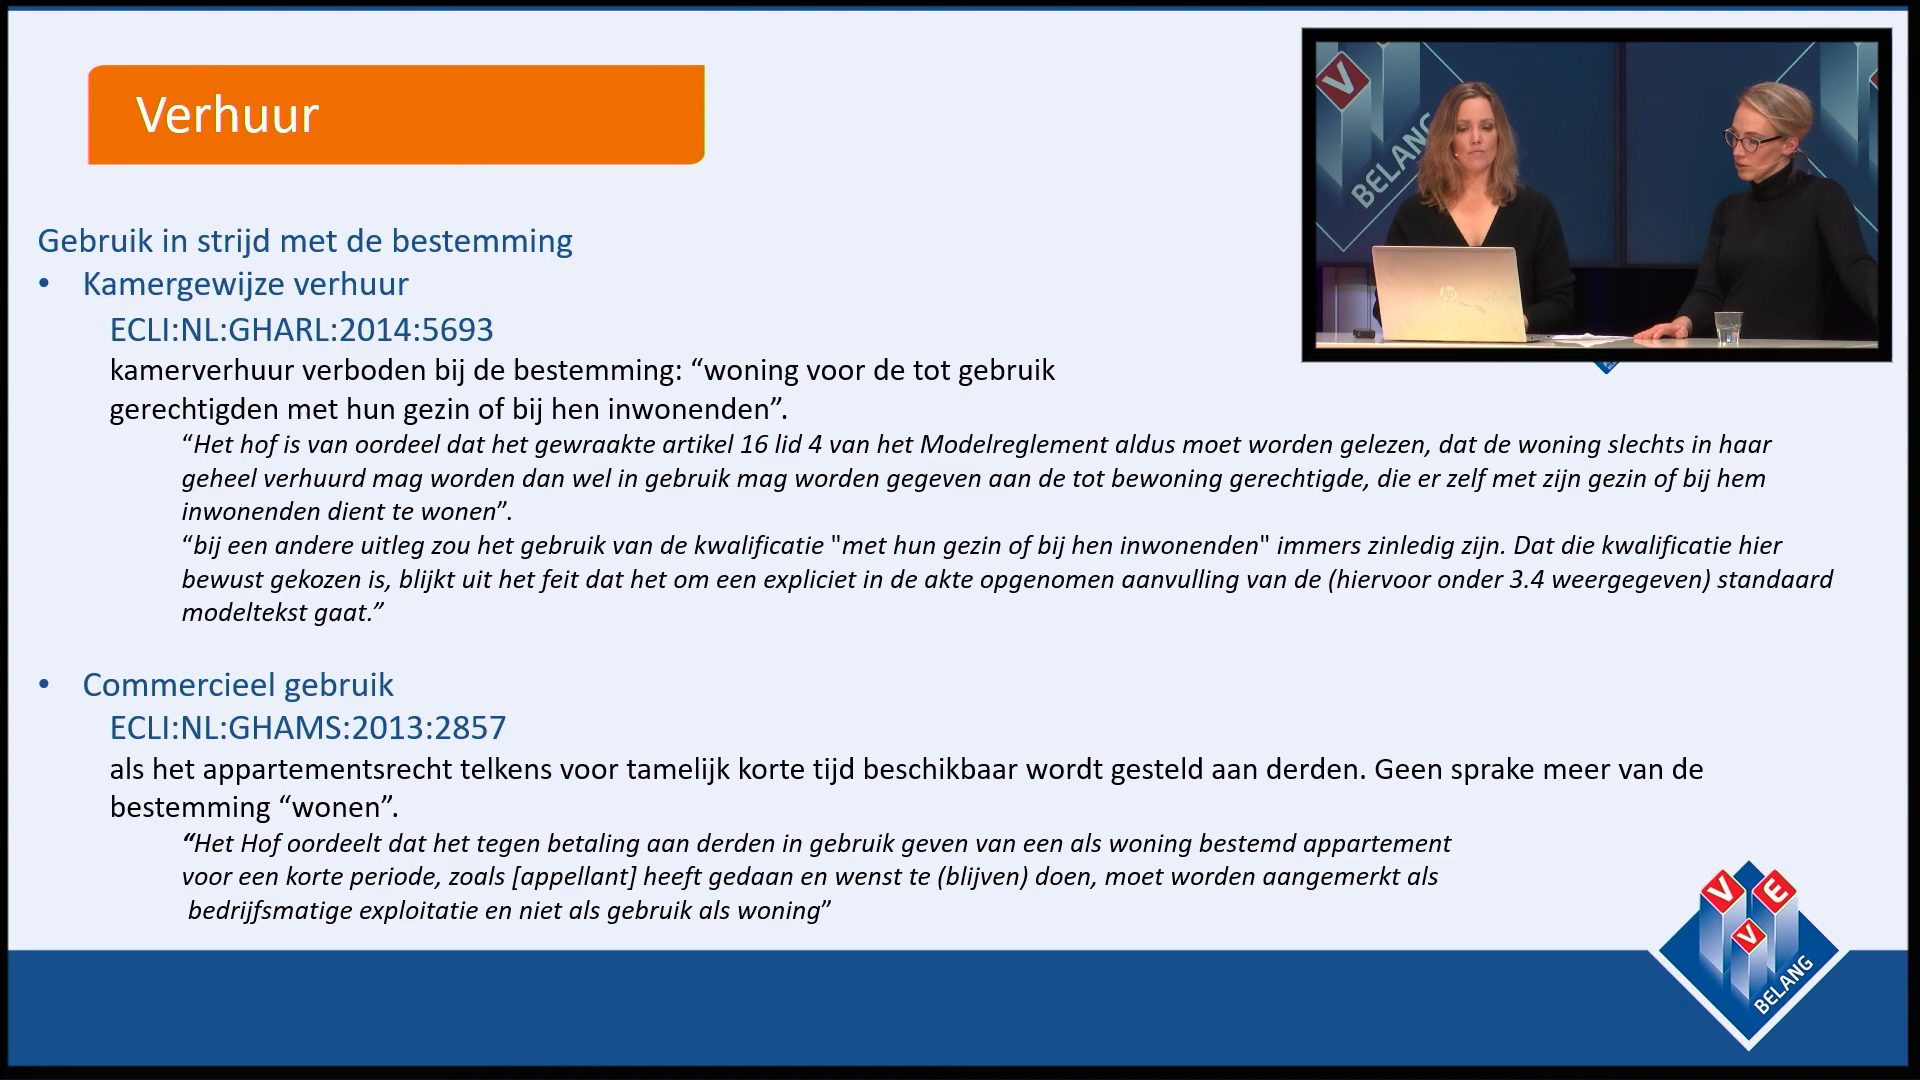 Verhuur
V
BELANG
Gebruik in strijd met de bestemming
• Kamergewijze verhuur
ECLI:NL:GHARL:2014:5693
kamerverhuur verboden bij de bestemming: “woning voor de tot gebruik
gerechtigden met hun gezin of bij hen inwonenden”.
“Het hof is van oordeel dat het gewraakte artikel 16 lid 4 van het Modelreglement aldus moet worden gelezen, dat de woning slechts in haar
geheel verhuurd mag worden dan wel in gebruik mag worden gegeven aan de tot bewoning gerechtigde, die er zelf met zijn gezin of bij hem
inwonenden dient te wonen”.
“bij een andere uitleg zou het gebruik van de kwalificatie "met hun gezin of bij hen inwonenden" immers zinledig zijn. Dat die kwalificatie hier
bewust gekozen is, blijkt uit het feit dat het om een expliciet in de akte opgenomen aanvulling van de (hiervoor onder 3.4 weergegeven) standaard
modeltekst gaat.”
• Commercieel gebruik
ECLI:NL:GHAMS:2013:2857
als het appartementsrecht telkens voor tamelijk korte tijd beschikbaar wordt gesteld aan derden. Geen sprake meer van de
bestemming “wonen”.
“Het Hof oordeelt dat het tegen betaling aan derden in gebruik geven van een als woning bestemd appartement
voor een korte periode, zoals [appellant] heeft gedaan en wenst te (blijven) doen, moet worden aangemerkt als
bedrijfsmatige exploitatie en niet als gebruik als woning”
V V E
BELANG